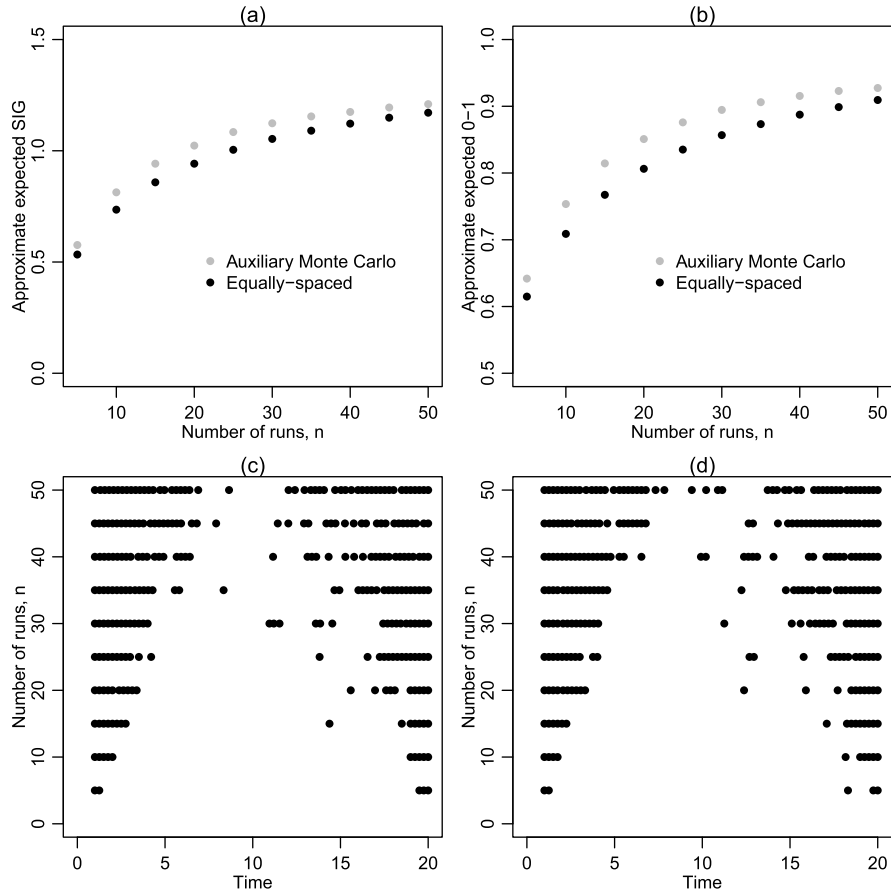 (a)
Approximate expected SIG
1.5
1.0
0.5
0.0
Auxiliary Monte Carlo
Equally−spaced
10 20 30 40 50
Number of runs, n
(b)
Approximate expected 0−1
1.0
0.9
0.8
0.7
0.6
0.5
Auxiliary Monte Carlo
Equally−spaced
10 20 30 40 50
Number of runs, n
(c)
Number of runs, n
50
40
30
20
10
0
0 5 10 15 20
Time
(d)
Number of runs, n
50
40
30
20
10
0
0 5 10 15 20
Time